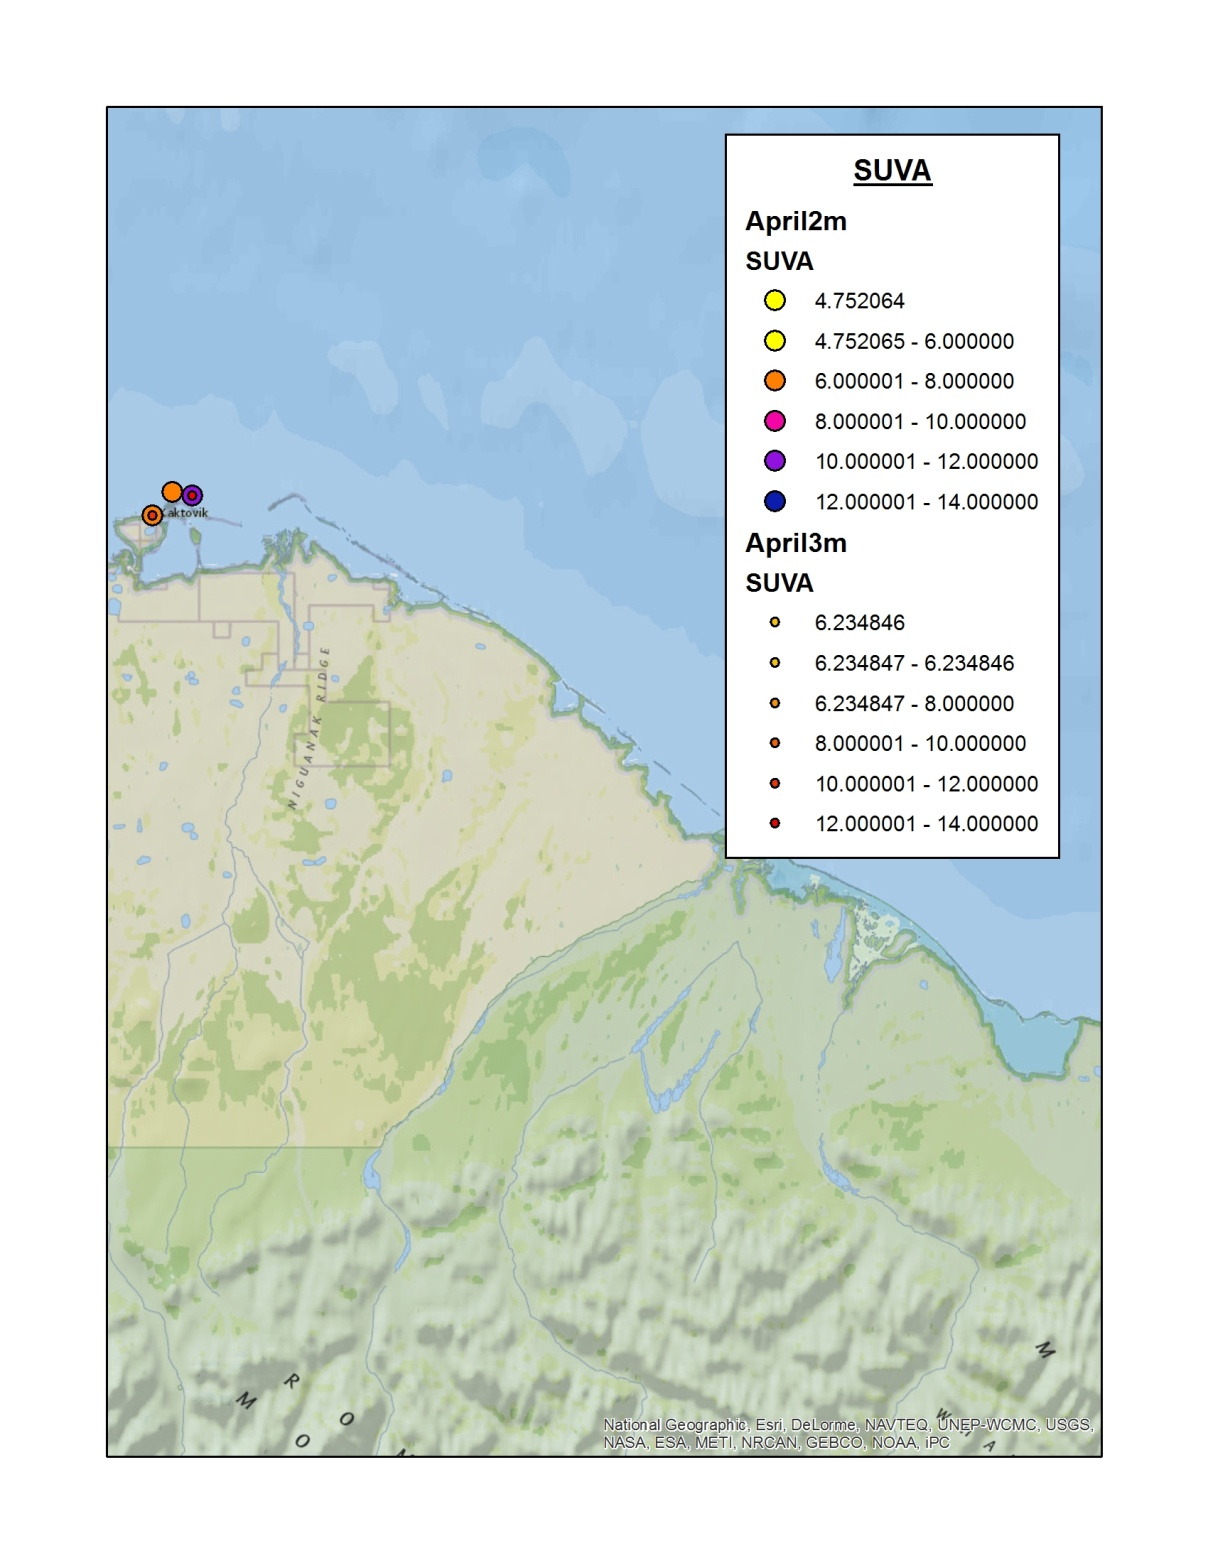 SUVA
April2m
SUVA
4.752064
4.752065 - 6.000000
6.000001 - 8.000000
8.000001 - 10.000000
10.000001 - 12.000000
12.000001 - 14.000000
April3m
SUVA
6.234846
6.234847 - 6.234846
6.234847 - 8.000000
8.000001 - 10.000000
10.000001 - 12.000000
12.000001 - 14.000000
aktovik
NIGUANAK RIDGE
M
R
M
O
O
W
A
National Geographic, Esri, DeLorme, NAVTEQ, UNEP-WCMC, USGS,
NASA, ESA, METI, NRCAN, GEBCO, NOAA, iPC